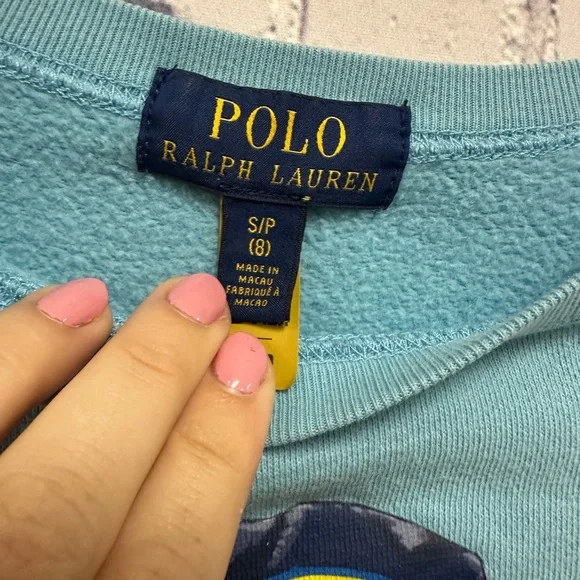 POLO
RALPH LAUREN
S/P
(8)
MADE IN
MACAU
FABRIQUÉ À
MACAO